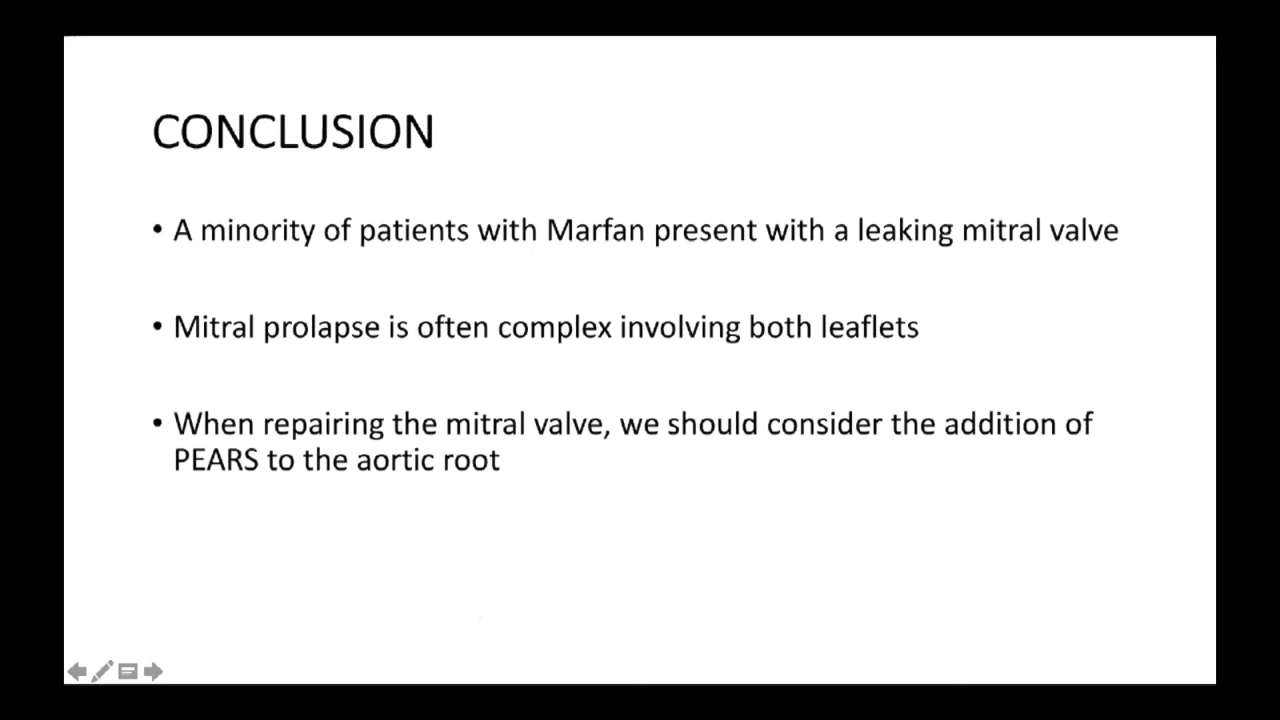 CONCLUSION
• A minority of patients with Marfan present with a leaking mitral valve
• Mitral prolapse is often complex involving both leaflets
• When repairing the mitral valve, we should consider the addition of
PEARS to the aortic root